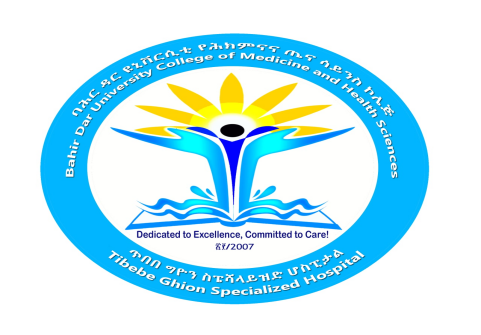 ባሕር ዳር ዩኒቨርሲቲ የሕክምናና ጤና ሳይንስ ኮሌጅ
Bahir Dar University College of Medicine and Health Sciences
Dedicated to Excellence, Committed to Care!
ጥበበ ግዮን ስፔሻላይዝድ ሆስፒታል
Tibebe Ghion Specialized Hospital